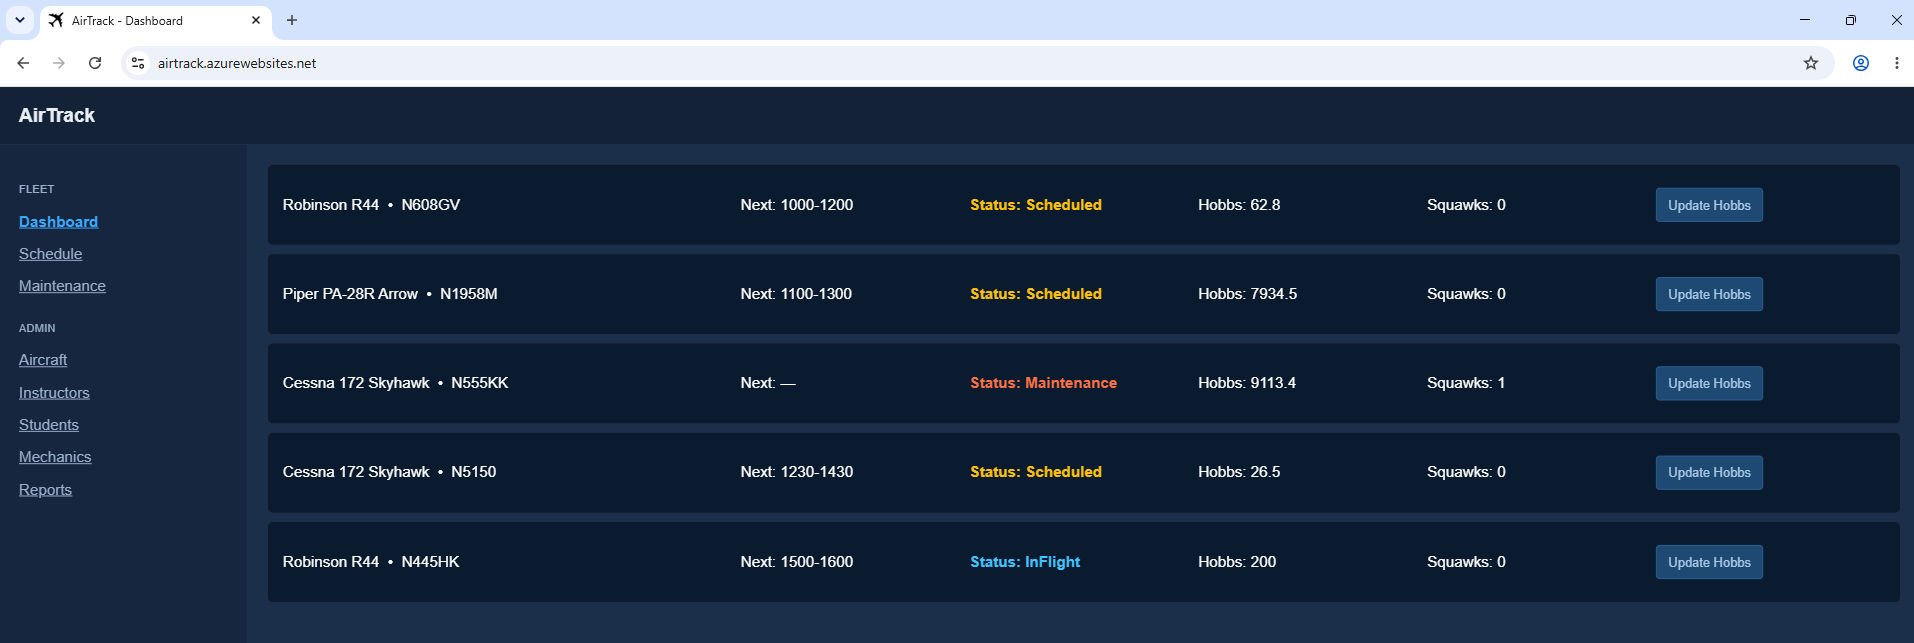 AirTrack - Dashboard
airtrack.azurewebsites.net
AirTrack
FLEET
Dashboard
Schedule
Maintenance
ADMIN
Aircraft
Instructors
Students
Mechanics
Reports
Robinson R44 • N608GV Next: 1000-1200 Status: Scheduled Hobbs: 62.8 Squawks: 0 Update Hobbs
Piper PA-28R Arrow • N1958M Next: 1100-1300 Status: Scheduled Hobbs: 7934.5 Squawks: 0 Update Hobbs
Cessna 172 Skyhawk • N555KK Next: — Status: Maintenance Hobbs: 9113.4 Squawks: 1 Update Hobbs
Cessna 172 Skyhawk • N5150 Next: 1230-1430 Status: Scheduled Hobbs: 26.5 Squawks: 0 Update Hobbs
Robinson R44 • N445HK Next: 1500-1600 Status: InFlight Hobbs: 200 Squawks: 0 Update Hobbs